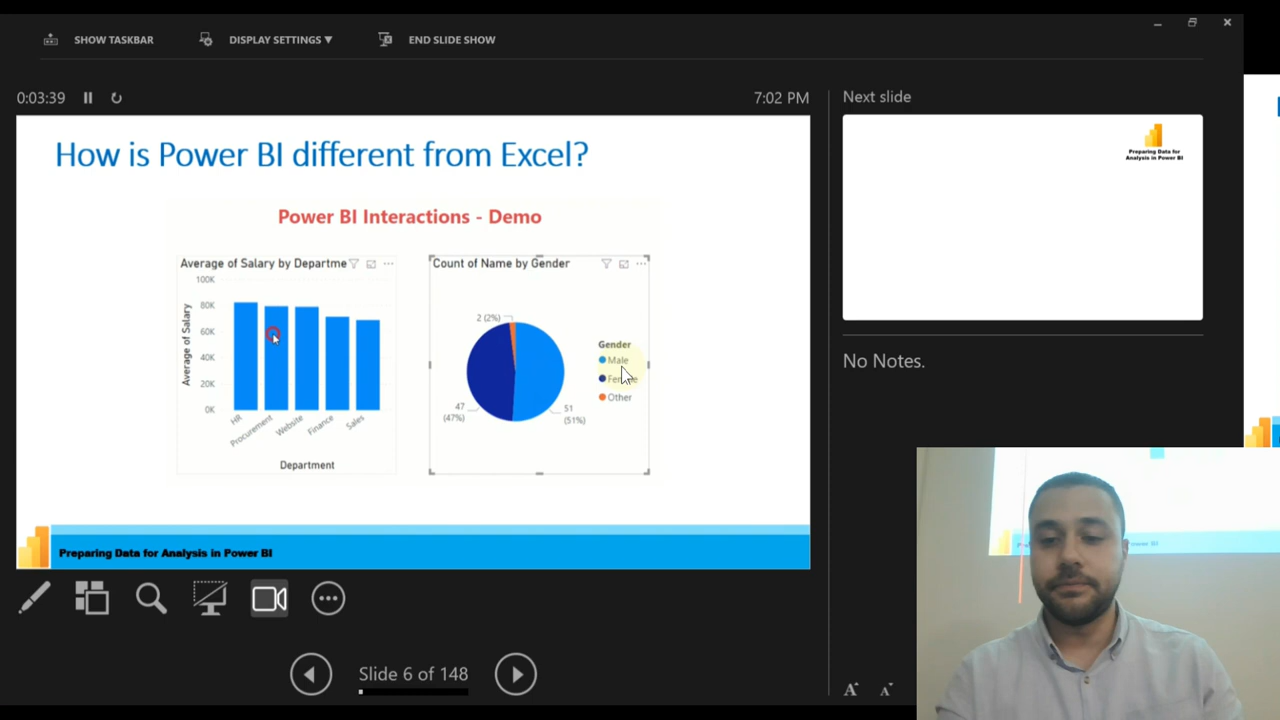 SHOW TASKBAR
DISPLAY SETTINGS ▼
END SLIDE SHOW
0:03:39
7:02 PM
Next slide
How is Power BI different from Excel?
Power BI Interactions - Demo
Average of Salary by Departme
100K
80K
60K
40K
20K
0K
Average of Salary
HR
Procurement
Website
Finance
Sales
Department
Count of Name by Gender
2 (2%)
47
(47%)
51
(51%)
Gender
Male
Other
Preparing Data for Analysis in Power BI
Preparing Data for
Analysis in Power BI
No Notes.
Slide 6 of 148
A
A